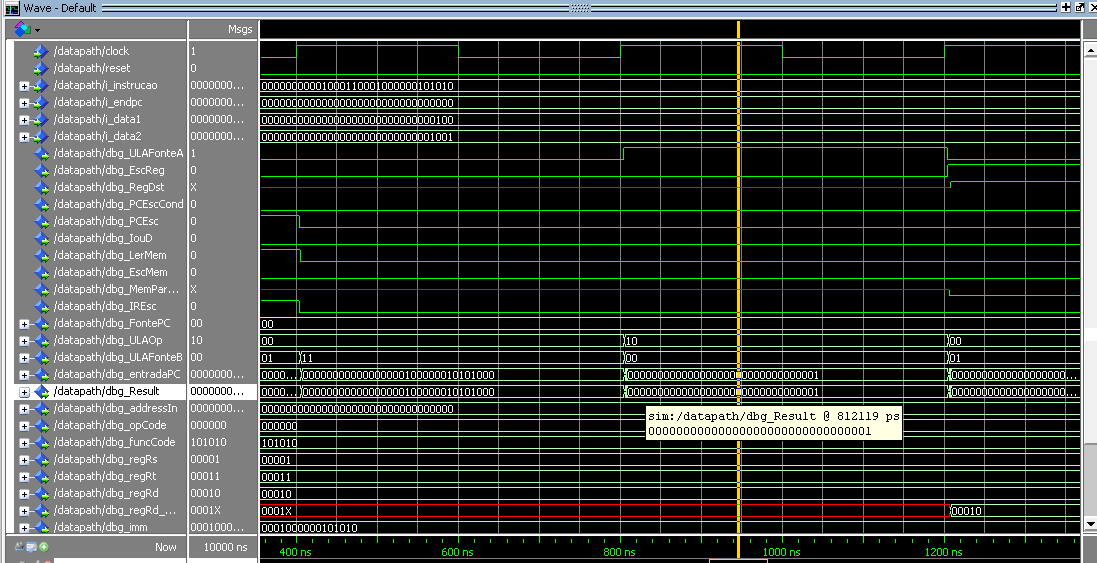 Wave - Default
Msgs
/datapath/clock 1
/datapath/reset 0
/datapath/i_instrucao 0000000... 00000000001000110001000000101010
/datapath/i_endpc 0000000... 00000000000000000000000000000000
/datapath/i_data1 0000000... 00000000000000000000000000000100
/datapath/i_data2 0000000... 00000000000000000000000000001001
/datapath/dbg_ULAFonteA 1
/datapath/dbg_EscReg 0
/datapath/dbg_RegDst X
/datapath/dbg_PCEscCond 0
/datapath/dbg_PCEsc 0
/datapath/dbg_IouD 0
/datapath/dbg_LerMem 0
/datapath/dbg_EscMem 0
/datapath/dbg_MemPar... X
/datapath/dbg_IREsc 0
/datapath/dbg_FontePC 00 00
/datapath/dbg_ULAOp 10 00 10 00
/datapath/dbg_ULAFonteB 00 01 11 00 01
/datapath/dbg_entradaPC 0000000... 0000... 00000000000000000100000010101000 00000000000000000000000000000001 0000000000000000000...
/datapath/dbg_Result 0000000... 0000... 00000000000000000100000010101000 00000000000000000000000000000001 0000000000000000000...
/datapath/dbg_addressIn 0000000... 00000000000000000000000000000000
sim:/datapath/dbg_Result @ 812119 ps
00000000000000000000000000000001
/datapath/dbg_opCode 000000 000000
/datapath/dbg_funcCode 101010 101010
/datapath/dbg_regRs 00001 00001
/datapath/dbg_regRt 00011 00011
/datapath/dbg_regRd 00010 00010
/datapath/dbg_regRd_... 0001X 0001X 00010
/datapath/dbg_imm 0001000... 0001000000101010
Now 10000 ns 400 ns 600 ns 800 ns 1000 ns 1200 ns